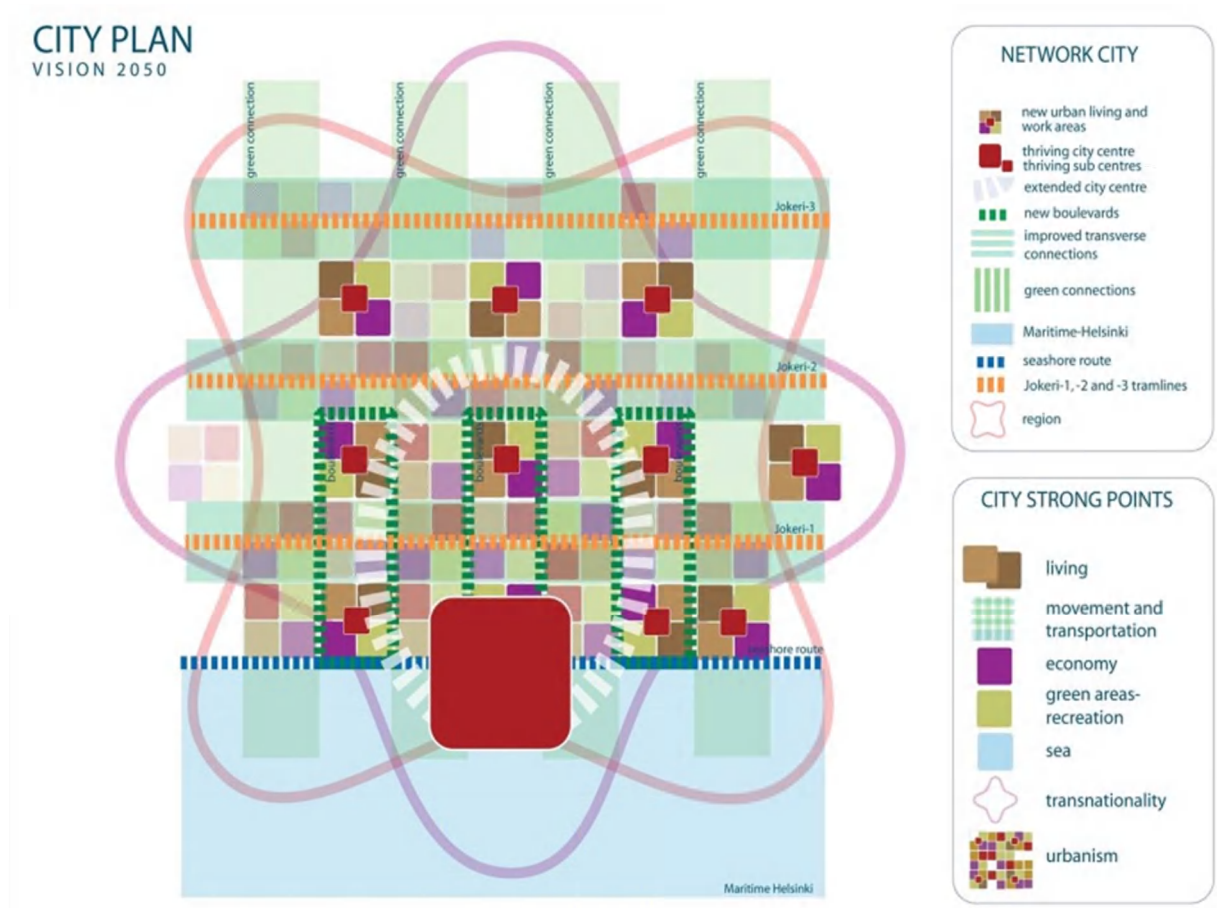 CITY PLAN
VISION 2050
green connection
green connection
green connection
green connection
Jokeri-3
Jokeri-2
boulevards
boulevards
boulevards
Jokeri-1
seashore route
Maritime Helsinki
NETWORK CITY
new urban living and
work areas
thriving city centre
thriving sub centres
extended city centre
new boulevards
improved transverse
connections
green connections
Maritime-Helsinki
seashore route
Jokeri-1, -2 and -3 tramlines
region
CITY STRONG POINTS
living
movement and
transportation
economy
green areas-
recreation
sea
transnationality
urbanism